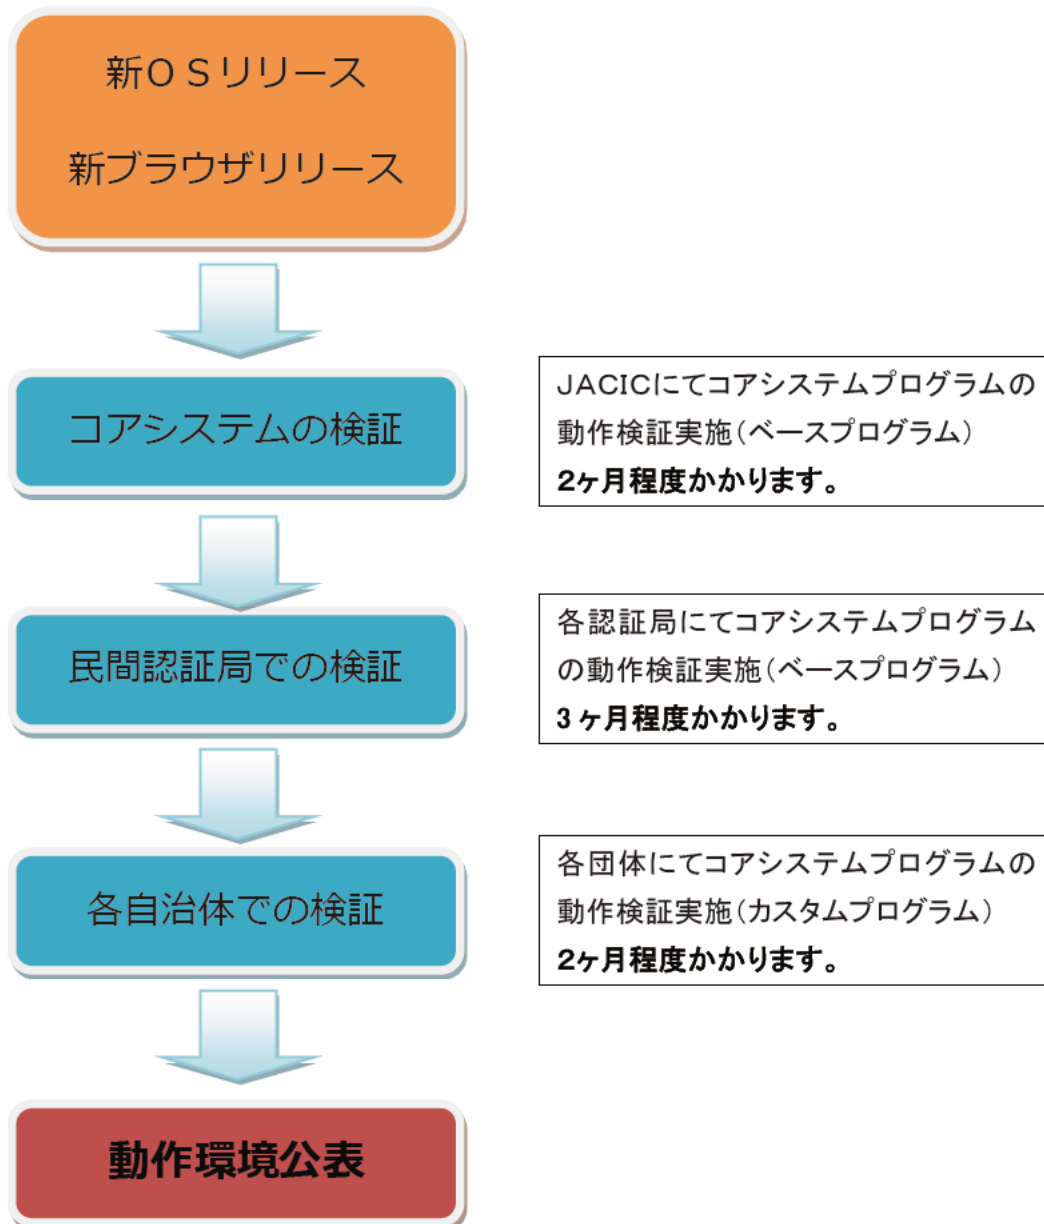 新ＯＳリリース
新ブラウザリリース
コアシステムの検証
JACICにてコアシステムプログラムの
動作検証実施（ベースプログラム）
2ヶ月程度かかります。
民間認証局での検証
各認証局にてコアシステムプログラム
の動作検証実施（ベースプログラム）
3ヶ月程度かかります。
各自治体での検証
各団体にてコアシステムプログラムの
動作検証実施（カスタムプログラム）
2ヶ月程度かかります。
動作環境公表